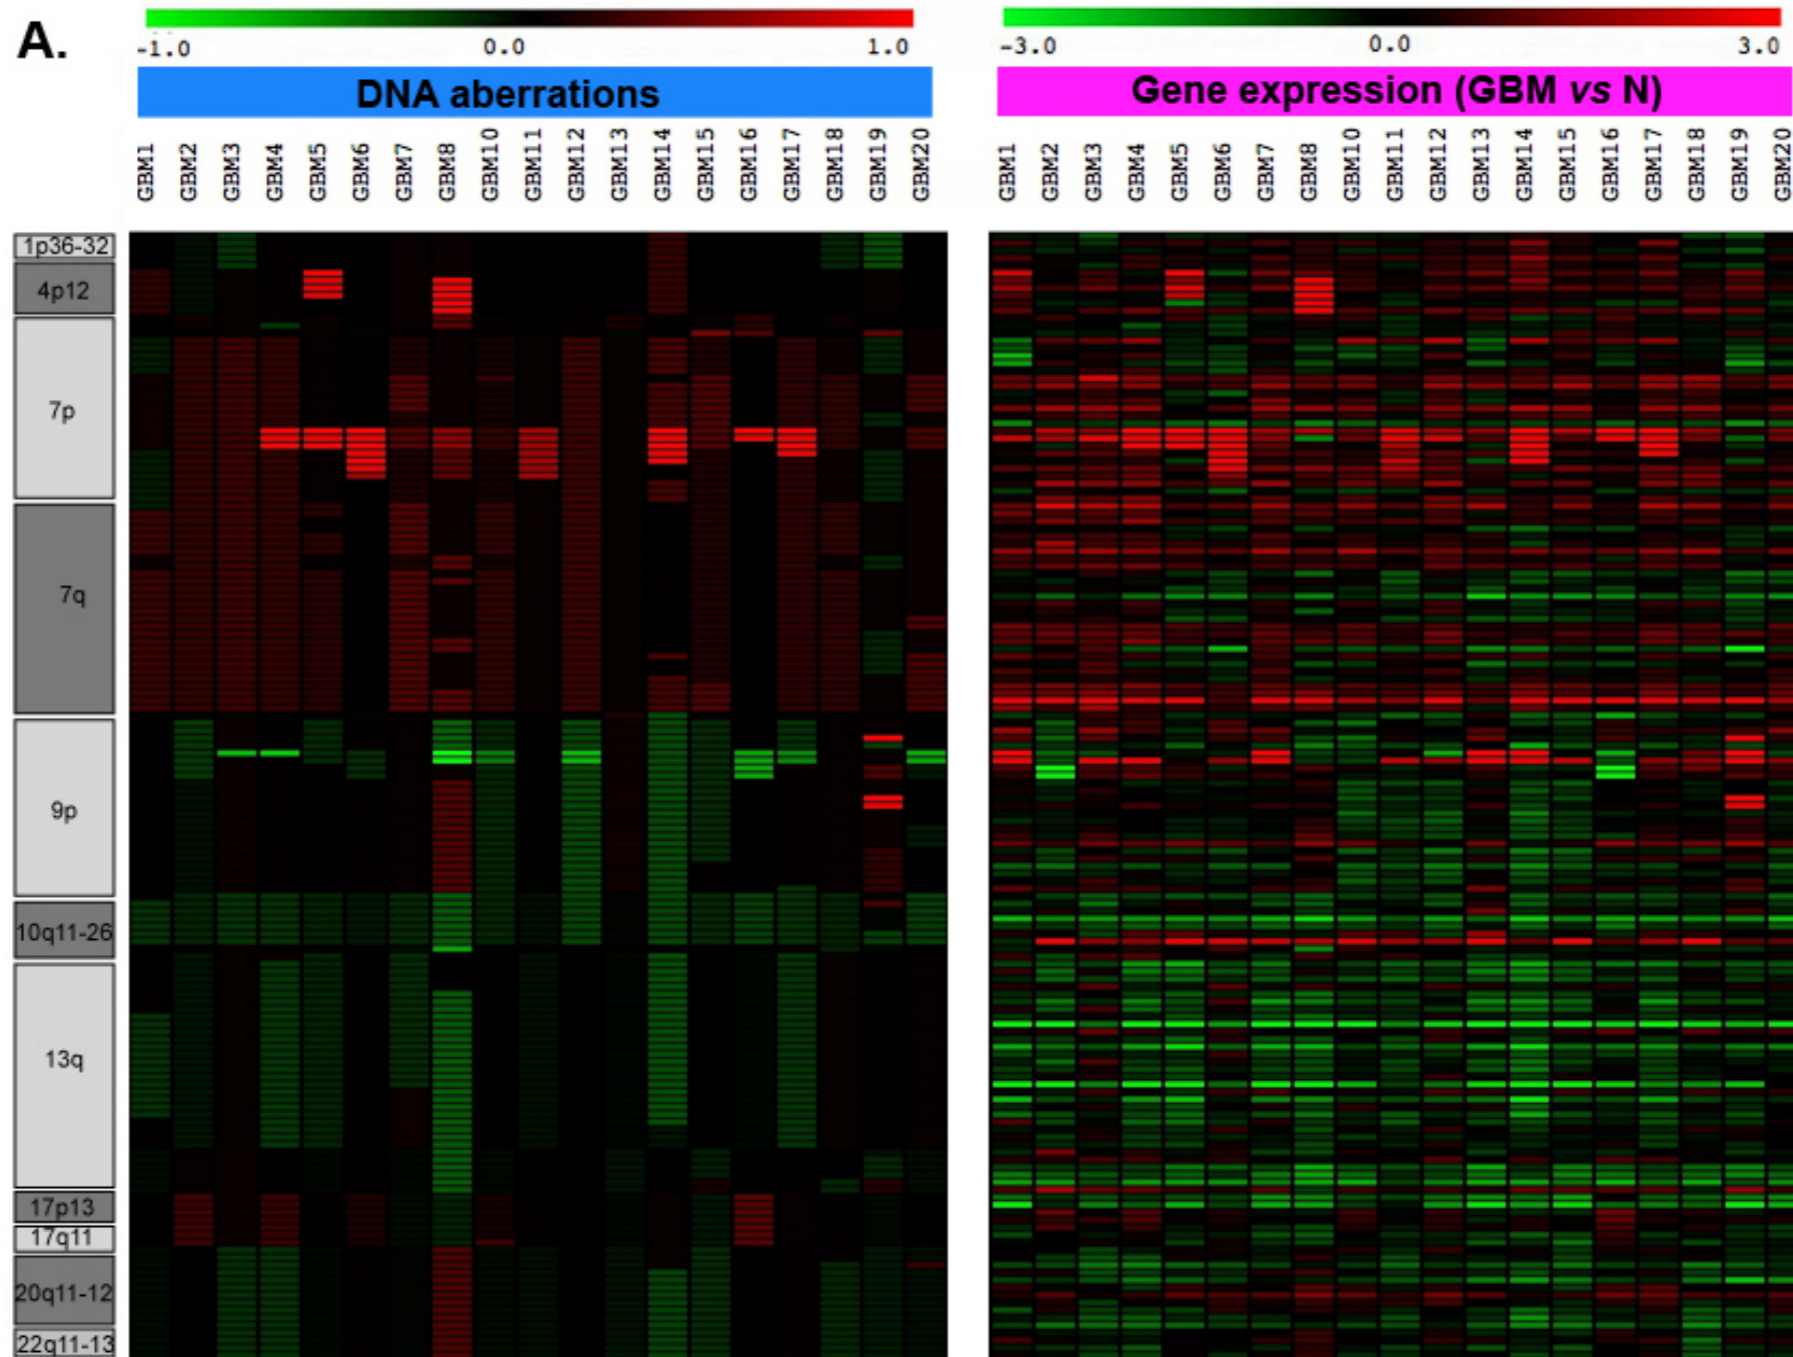 A.
-1.0 0.0 1.0
-3.0 0.0 3.0
DNA aberrations
Gene expression (GBM vs N)
GBM1 GBM2 GBM3 GBM4 GBM5 GBM6 GBM7 GBM8 GBM10 GBM11 GBM12 GBM13 GBM14 GBM15 GBM16 GBM17 GBM18 GBM19 GBM20
GBM1 GBM2 GBM3 GBM4 GBM5 GBM6 GBM7 GBM8 GBM10 GBM11 GBM12 GBM13 GBM14 GBM15 GBM16 GBM17 GBM18 GBM19 GBM20
1p36-32
4p12
7p
7q
9p
10q11-26
13q
17p13
17q11
20q11-12
22q11-13